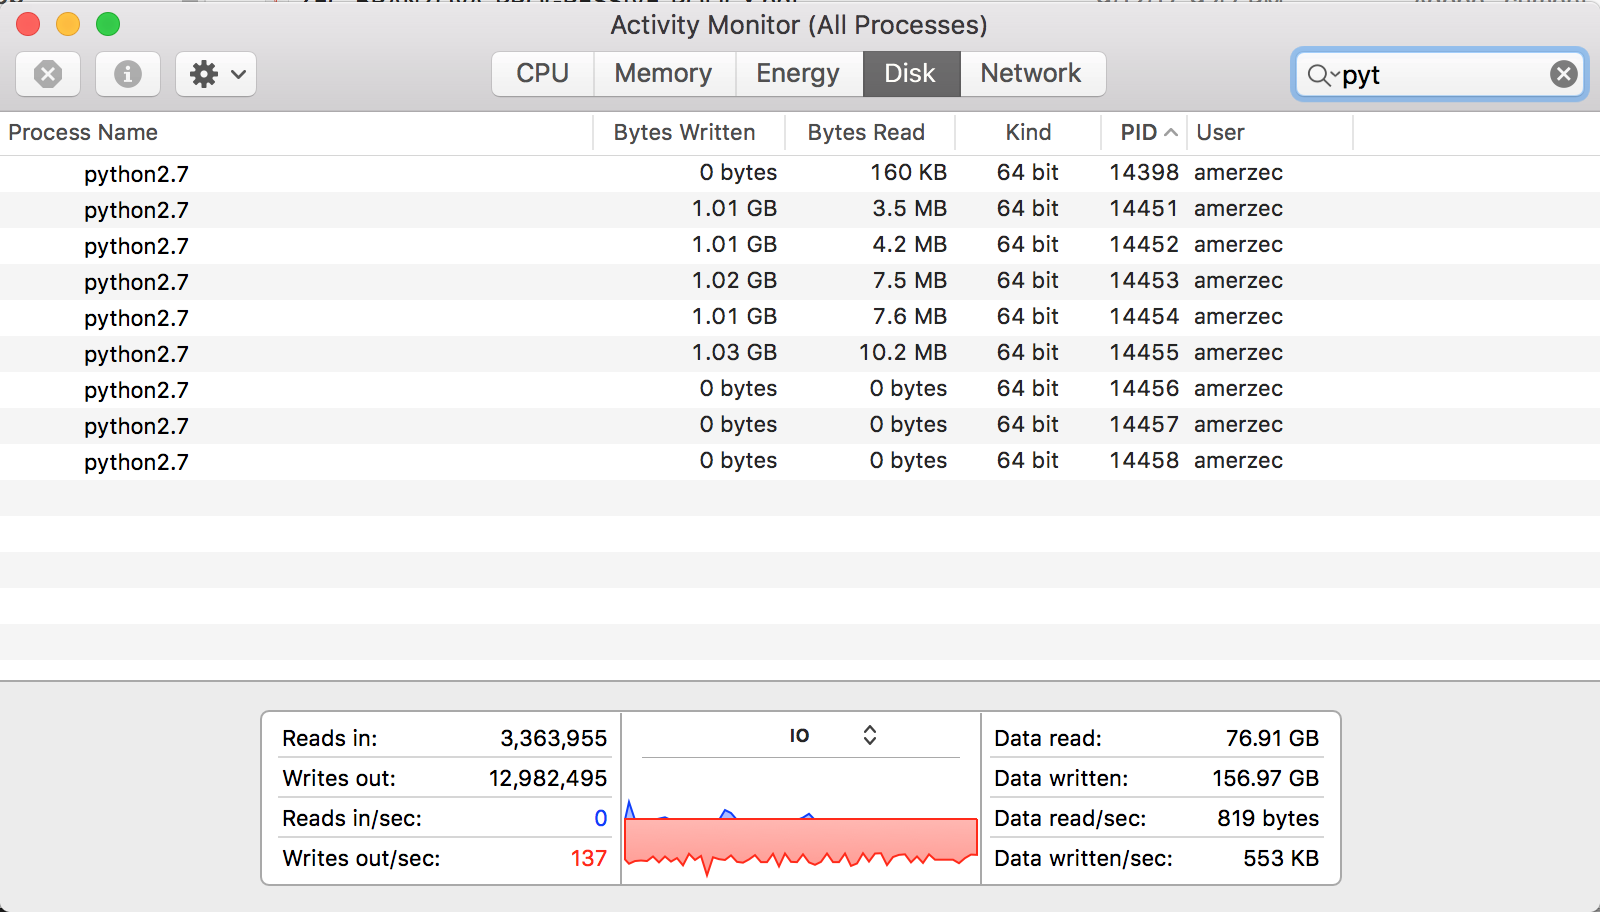 Activity Monitor (All Processes)
CPU Memory Energy Disk Network pyt
Process Name Bytes Written Bytes Read Kind PID User
python2.7 0 bytes 160 KB 64 bit 14398 amerzec
python2.7 1.01 GB 3.5 MB 64 bit 14451 amerzec
python2.7 1.01 GB 4.2 MB 64 bit 14452 amerzec
python2.7 1.02 GB 7.5 MB 64 bit 14453 amerzec
python2.7 1.01 GB 7.6 MB 64 bit 14454 amerzec
python2.7 1.03 GB 10.2 MB 64 bit 14455 amerzec
python2.7 0 bytes 0 bytes 64 bit 14456 amerzec
python2.7 0 bytes 0 bytes 64 bit 14457 amerzec
python2.7 0 bytes 0 bytes 64 bit 14458 amerzec
Reads in: 3,363,955 IO Data read: 76.91 GB
Writes out: 12,982,495 Data written: 156.97 GB
Reads in/sec: 0 Data read/sec: 819 bytes
Writes out/sec: 137 Data written/sec: 553 KB